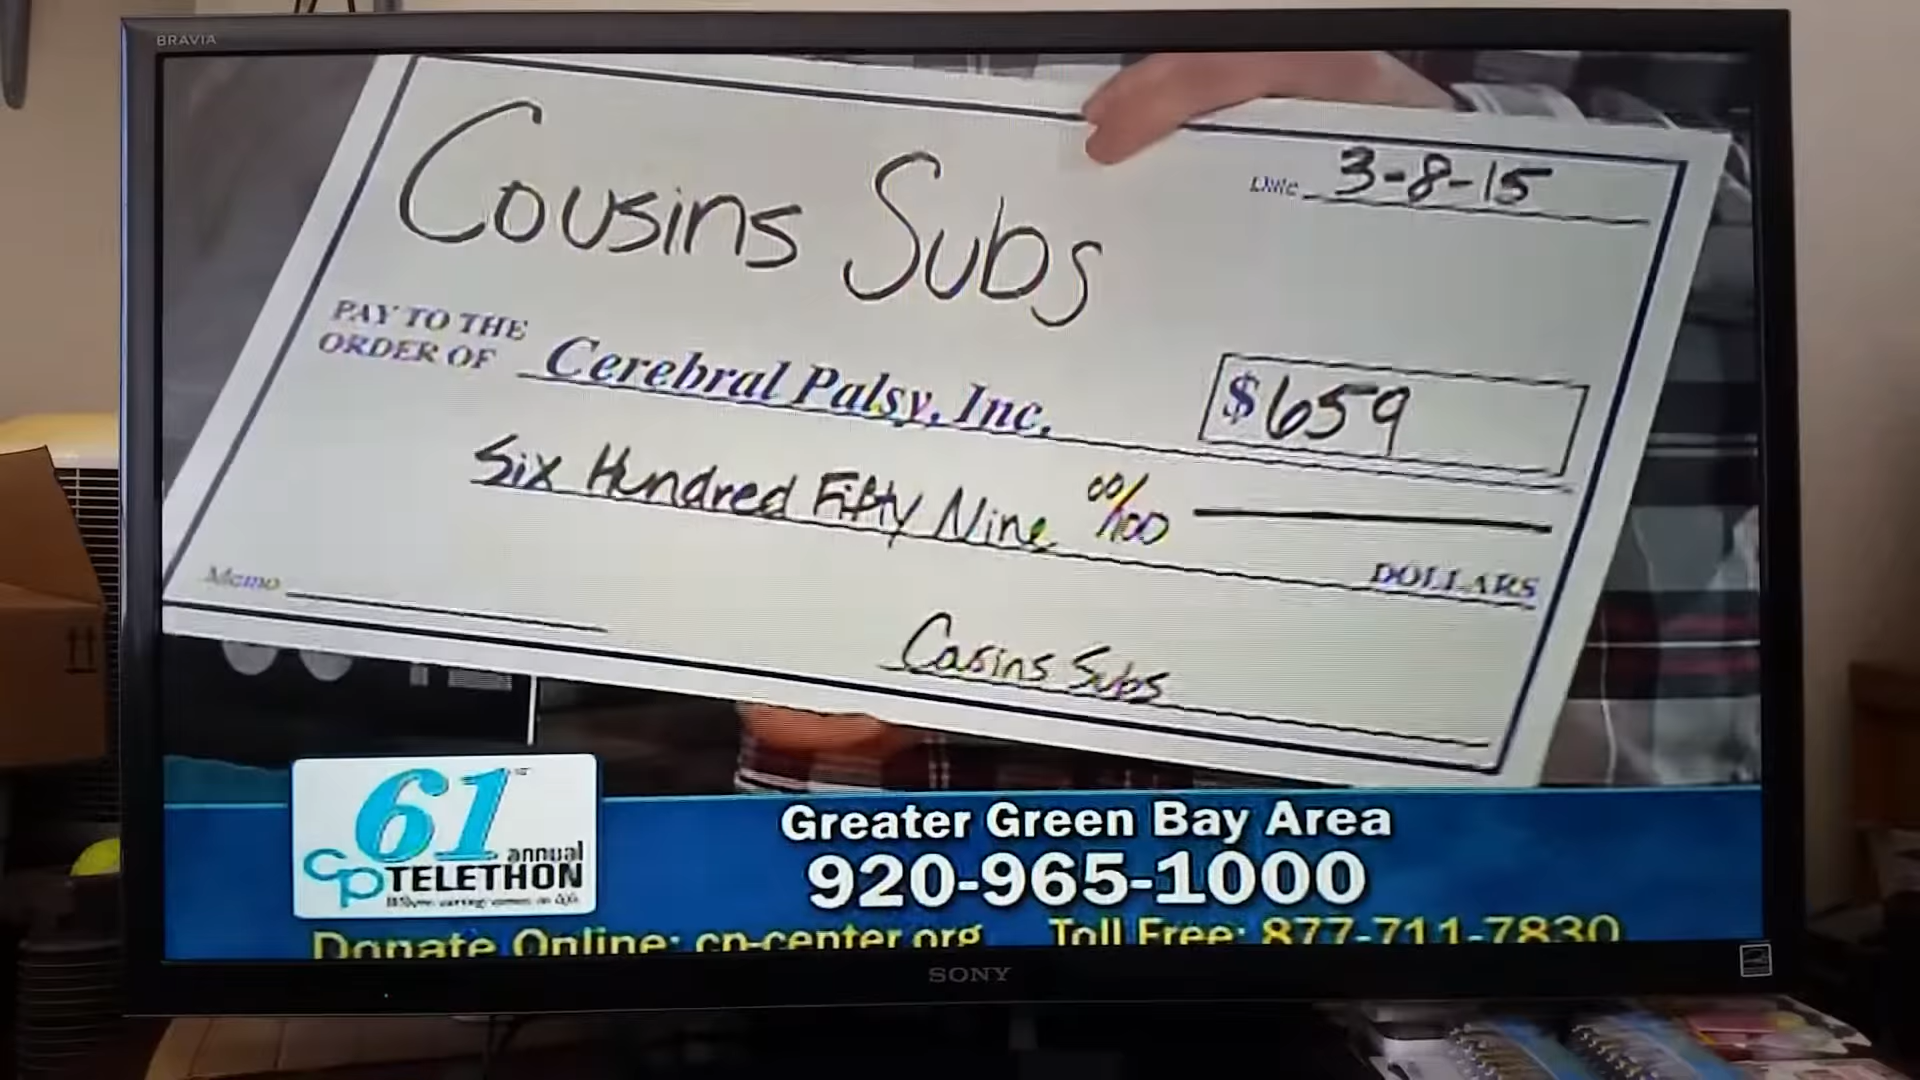 BRAVIA
Cousins Subs
Date 3-8-15
PAY TO THE
ORDER OF Cerebral Palsy, Inc.
$659
Six Hundred Fifty Nine 00/100
DOLLARS
Memo
Cousins Subs
61
annual
CP TELETHON
Greater Green Bay Area
920-965-1000
Donate Online: cp-center.org Toll Free: 877-711-7830
SONY